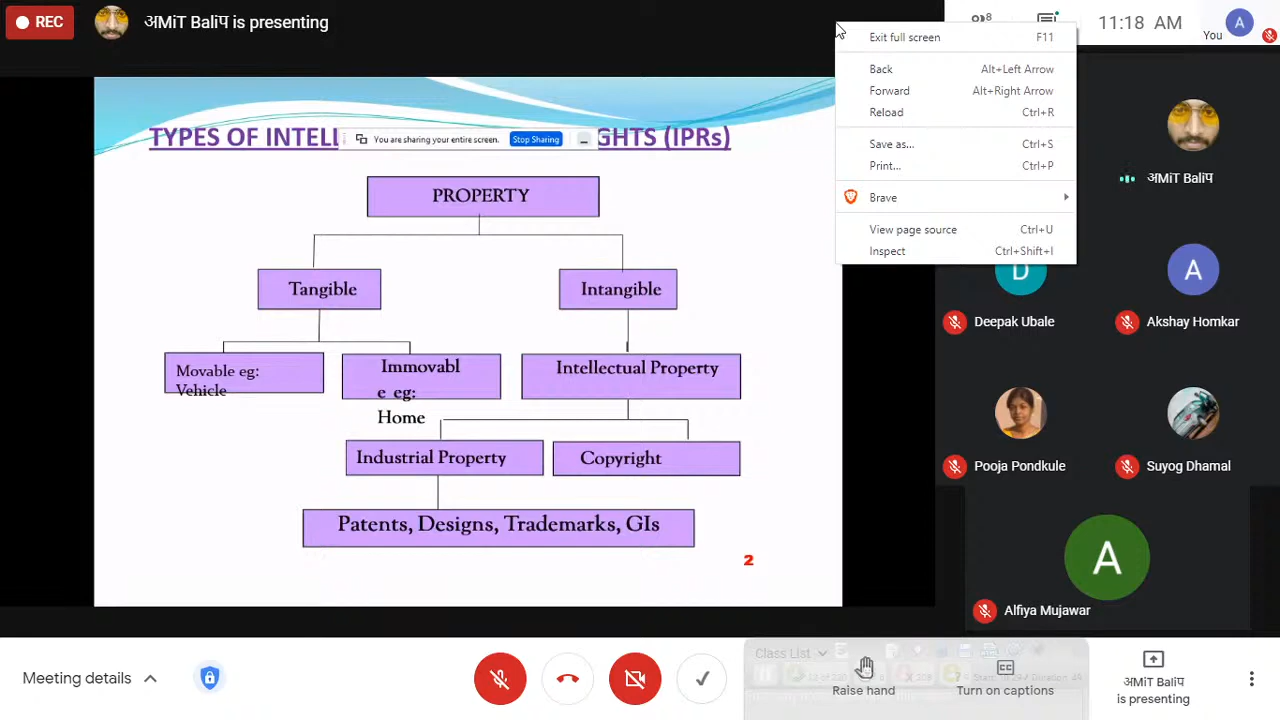 REC
अMiT Baliप is presenting
8
11:18 AM
You
A
Exit full screen F11
Back Alt+Left Arrow
Forward Alt+Right Arrow
Reload Ctrl+R
Save as... Ctrl+S
Print... Ctrl+P
Brave
View page source Ctrl+U
Inspect Ctrl+Shift+I
TYPES OF INTELL GHTS (IPRs)
You are sharing your entire screen. Stop Sharing
PROPERTY
Tangible
Intangible
Movable eg:
Vehicle
Immovabl
e eg:
Home
Intellectual Property
Industrial Property
Copyright
Patents, Designs, Trademarks, GIs
2
अMiT Baliप
D
Deepak Ubale
A
Akshay Homkar
Pooja Pondkule
Suyog Dhamal
A
Alfiya Mujawar
Meeting details
Class List
Raise hand
CC
Turn on captions
अMiT Baliप
is presenting